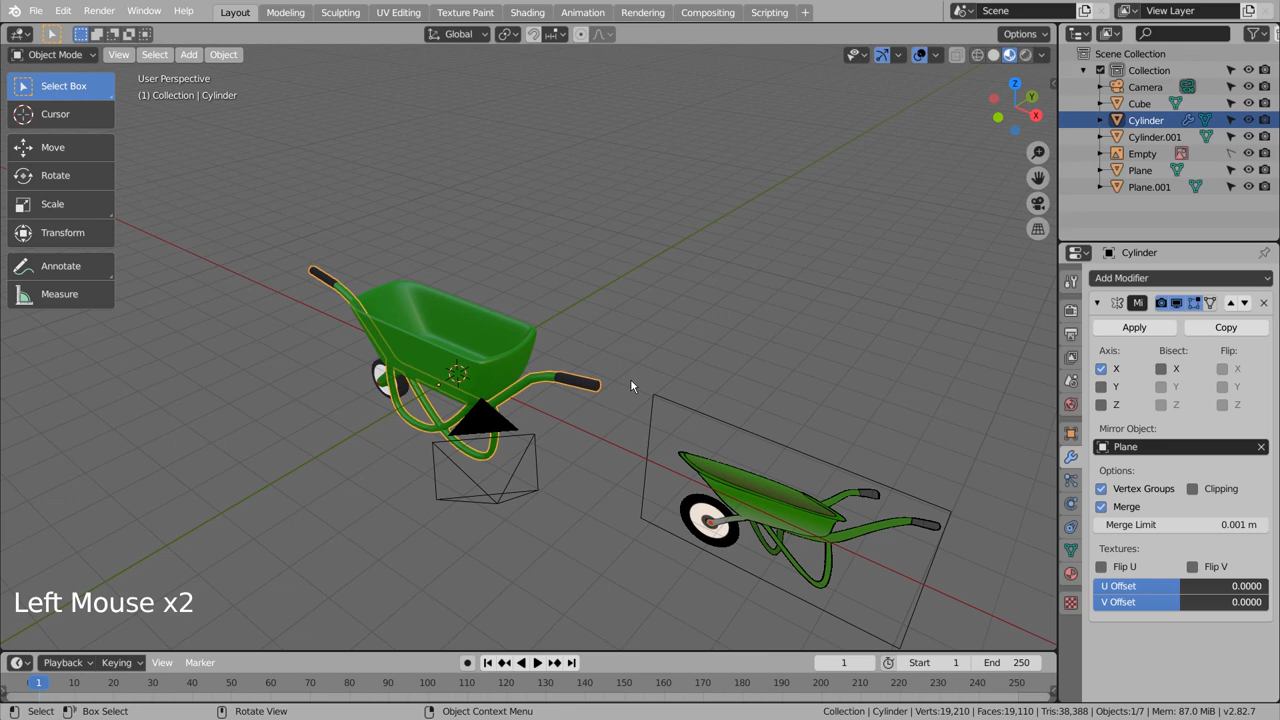 File Edit Render Window Help
Layout Modeling Sculpting UV Editing Texture Paint Shading Animation Rendering Compositing Scripting +
Scene
View Layer
Global
Options
Object Mode View Select Add Object
Select Box
Cursor
Move
Rotate
Scale
Transform
Annotate
Measure
User Perspective
(1) Collection | Cylinder
Z
Y
X
Left Mouse x2
Scene Collection
Collection
Camera
Cube
Cylinder
Cylinder.001
Empty
Plane
Plane.001
Cylinder
Add Modifier
Mi
Apply Copy
Axis: Bisect: Flip:
X X X
Y Y Y
Z Z Z
Mirror Object:
Plane
Options:
Vertex Groups Clipping
Merge
Merge Limit 0.001 m
Textures:
Flip U Flip V
U Offset 0.0000
V Offset 0.0000
Playback Keying View Marker 1 Start 1 End 250
1 10 20 30 40 50 60 70 80 90 100 110 120 130 140 150 160 170 180 190 200 210 220 230 240 250
Select Box Select Rotate View Object Context Menu Collection | Cylinder | Verts:19,210 | Faces:19,110 | Tris:38,388 | Objects:1/7 | Mem: 87.0 MiB | v2.82.7